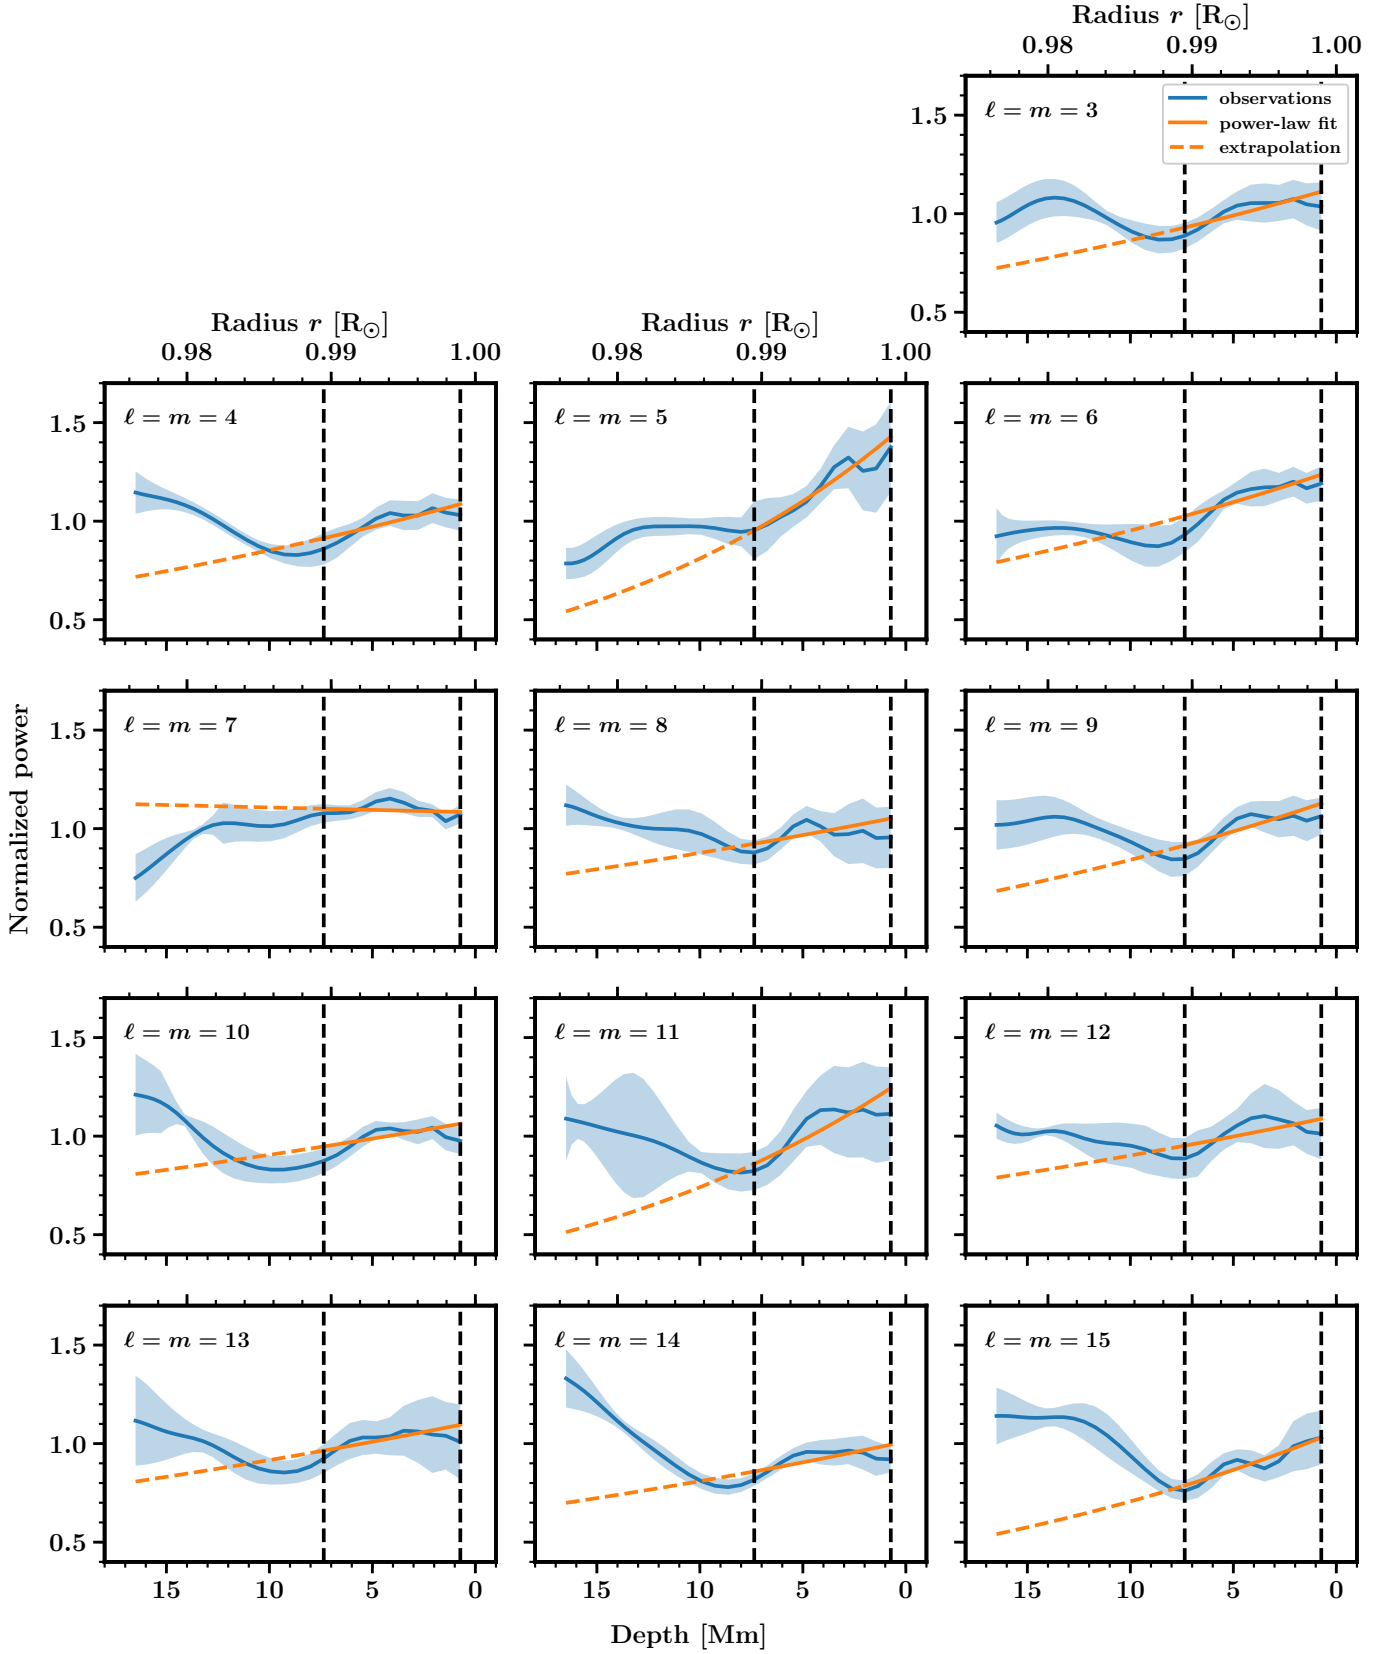 Radius r [R☉]
0.98 0.99 1.00
ℓ = m = 3
observations
power-law fit
extrapolation
1.5
1.0
0.5
Radius r [R☉]
0.98 0.99 1.00
Radius r [R☉]
0.98 0.99 1.00
ℓ = m = 4
ℓ = m = 5
ℓ = m = 6
1.5
1.0
0.5
Normalized power
ℓ = m = 7
ℓ = m = 8
ℓ = m = 9
1.5
1.0
0.5
ℓ = m = 10
ℓ = m = 11
ℓ = m = 12
1.5
1.0
0.5
ℓ = m = 13
ℓ = m = 14
ℓ = m = 15
1.5
1.0
0.5
15 10 5 0
15 10 5 0
15 10 5 0
Depth [Mm]